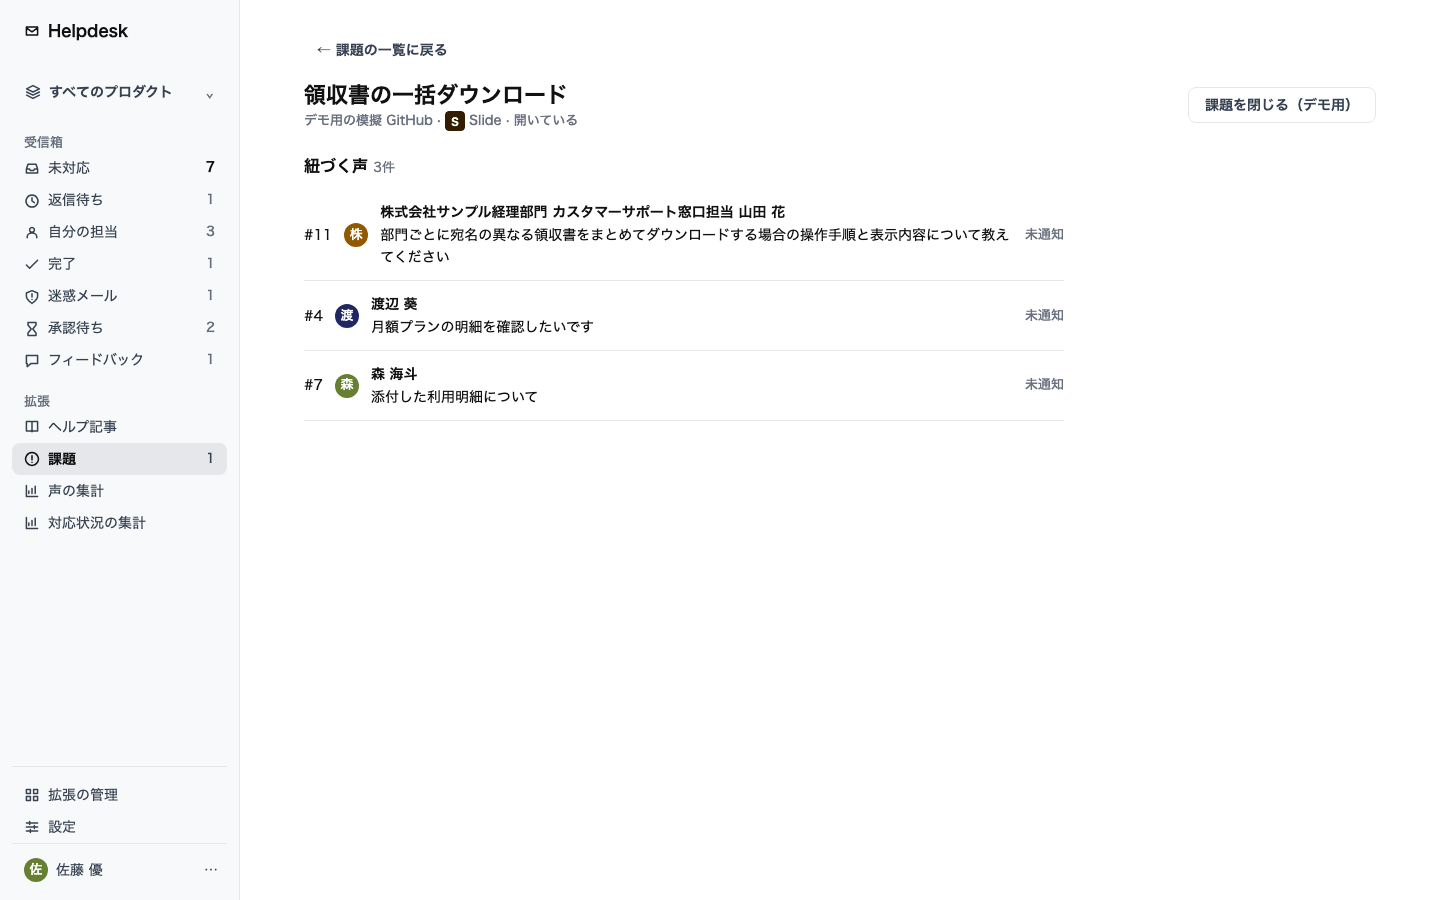 Helpdesk
すべてのプロダクト
受信箱
未対応 7
返信待ち 1
自分の担当 3
完了 1
迷惑メール 1
承認待ち 2
フィードバック 1
拡張
ヘルプ記事
課題 1
声の集計
対応状況の集計
拡張の管理
設定
佐 佐藤 優 …
← 課題の一覧に戻る
領収書の一括ダウンロード
課題を閉じる（デモ用）
デモ用の模擬 GitHub · S Slide · 開いている
紐づく声 3件
株式会社サンプル経理部門 カスタマーサポート窓口担当 山田 花
#11 株 部門ごとに宛名の異なる領収書をまとめてダウンロードする場合の操作手順と表示内容について教え 未通知
てください
渡辺 葵
#4 渡 月額プランの明細を確認したいです 未通知
森 海斗
#7 森 添付した利用明細について 未通知